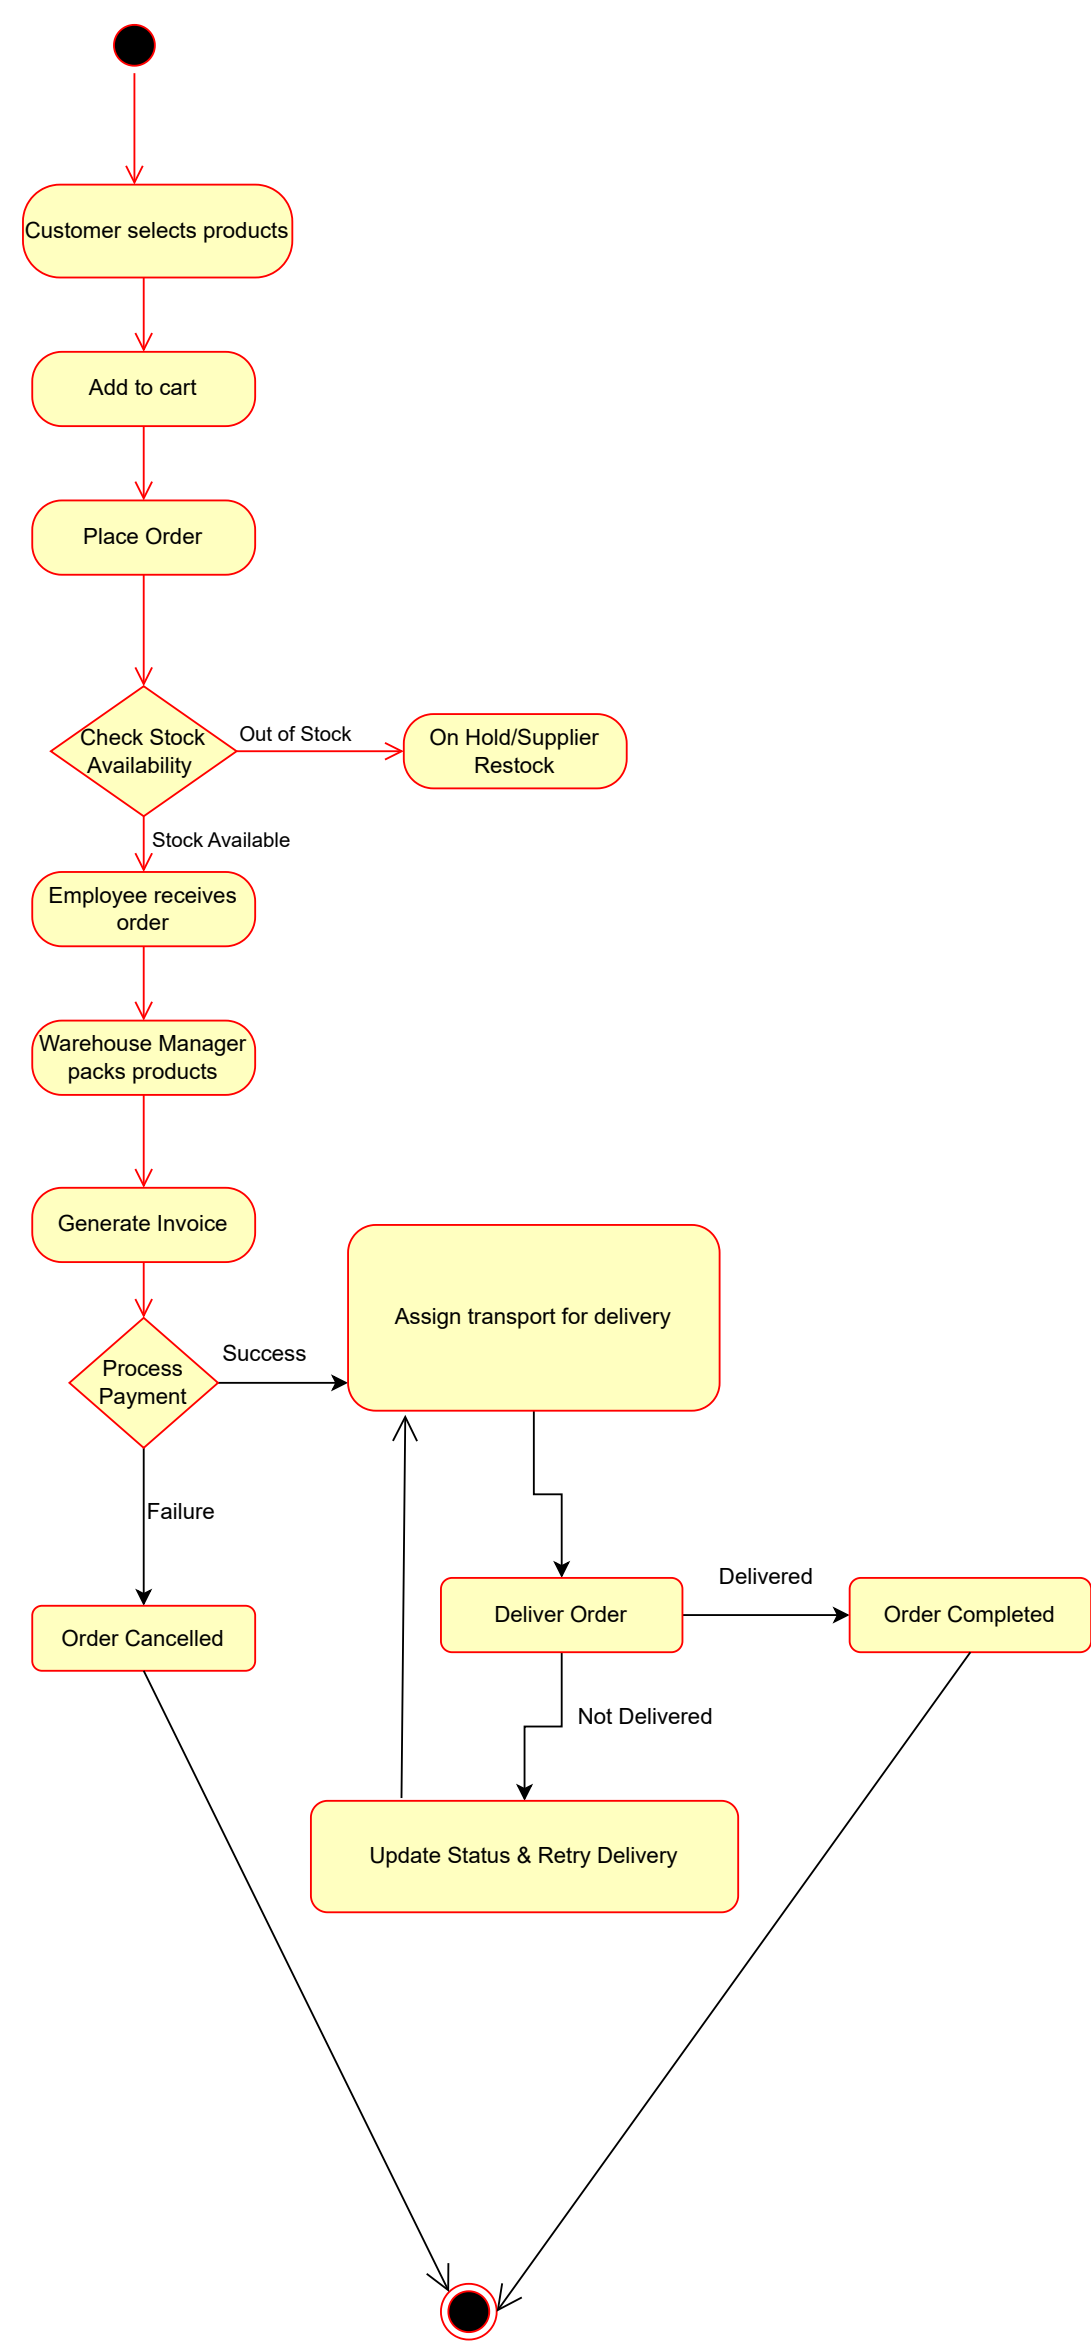 Customer selects products
Add to cart
Place Order
Check Stock
Availability
Out of Stock
On Hold/Supplier
Restock
Stock Available
Employee receives
order
Warehouse Manager
packs products
Generate Invoice
Process
Payment
Success
Assign transport for delivery
Failure
Order Cancelled
Deliver Order
Delivered
Order Completed
Not Delivered
Update Status & Retry Delivery